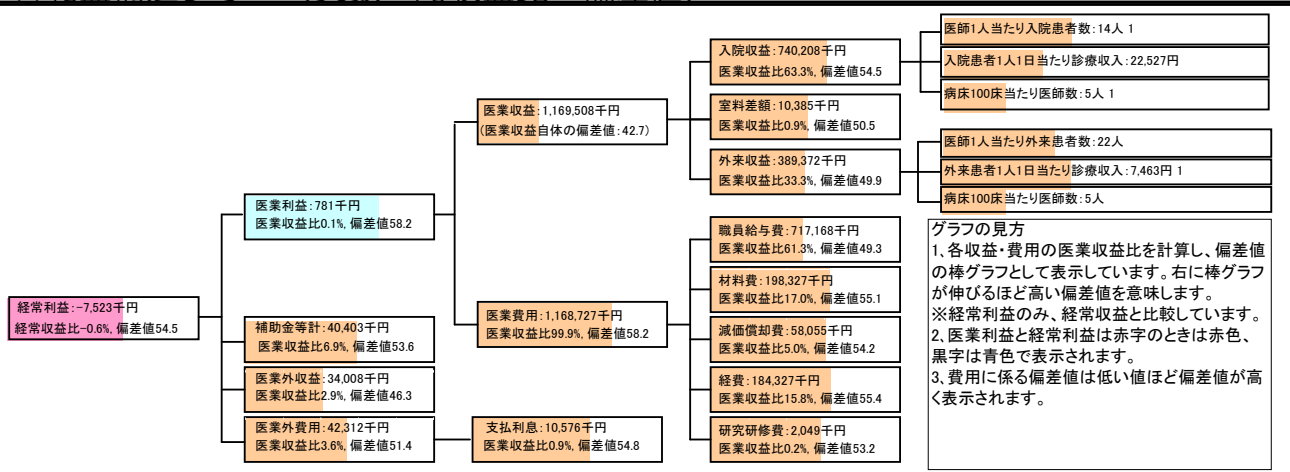 経常利益:-7,523千円
経常収益比-0.6%, 偏差値54.5
医業利益:781千円
医業収益比0.1%, 偏差値58.2
補助金等計:40,403千円
医業収益比6.9%, 偏差値53.6
医業外収益:34,008千円
医業収益比2.9%, 偏差値46.3
医業外費用:42,312千円
医業収益比3.6%, 偏差値51.4
医業収益:1,169,508千円
(医業収益自体の偏差値:42.7)
医業費用:1,168,727千円
医業収益比99.9%, 偏差値58.2
支払利息:10,576千円
医業収益比0.9%, 偏差値54.8
入院収益:740,208千円
医業収益比63.3%, 偏差値54.5
室料差額:10,385千円
医業収益比0.9%, 偏差値50.5
外来収益:389,372千円
医業収益比33.3%, 偏差値49.9
職員給与費:717,168千円
医業収益比61.3%, 偏差値49.3
材料費:198,327千円
医業収益比17.0%, 偏差値55.1
減価償却費:58,055千円
医業収益比5.0%, 偏差値54.2
経費:184,327千円
医業収益比15.8%, 偏差値55.4
研究研修費:2,049千円
医業収益比0.2%, 偏差値53.2
医師1人当たり入院患者数:14人 1
入院患者1人1日当たり診療収入:22,527円
病床100床当たり医師数:5人 1
医師1人当たり外来患者数:22人
外来患者1人1日当たり診療収入:7,463円 1
病床100床当たり医師数:5人
グラフの見方
1、各収益・費用の医業収益比を計算し、偏差値
の棒グラフとして表示しています。右に棒グラフ
が伸びるほど高い偏差値を意味します。
※経常利益のみ、経常収益と比較しています。
2、医業利益と経常利益は赤字のときは赤色、
黒字は青色で表示されます。
3、費用に係る偏差値は低い値ほど偏差値が高
く表示されます。